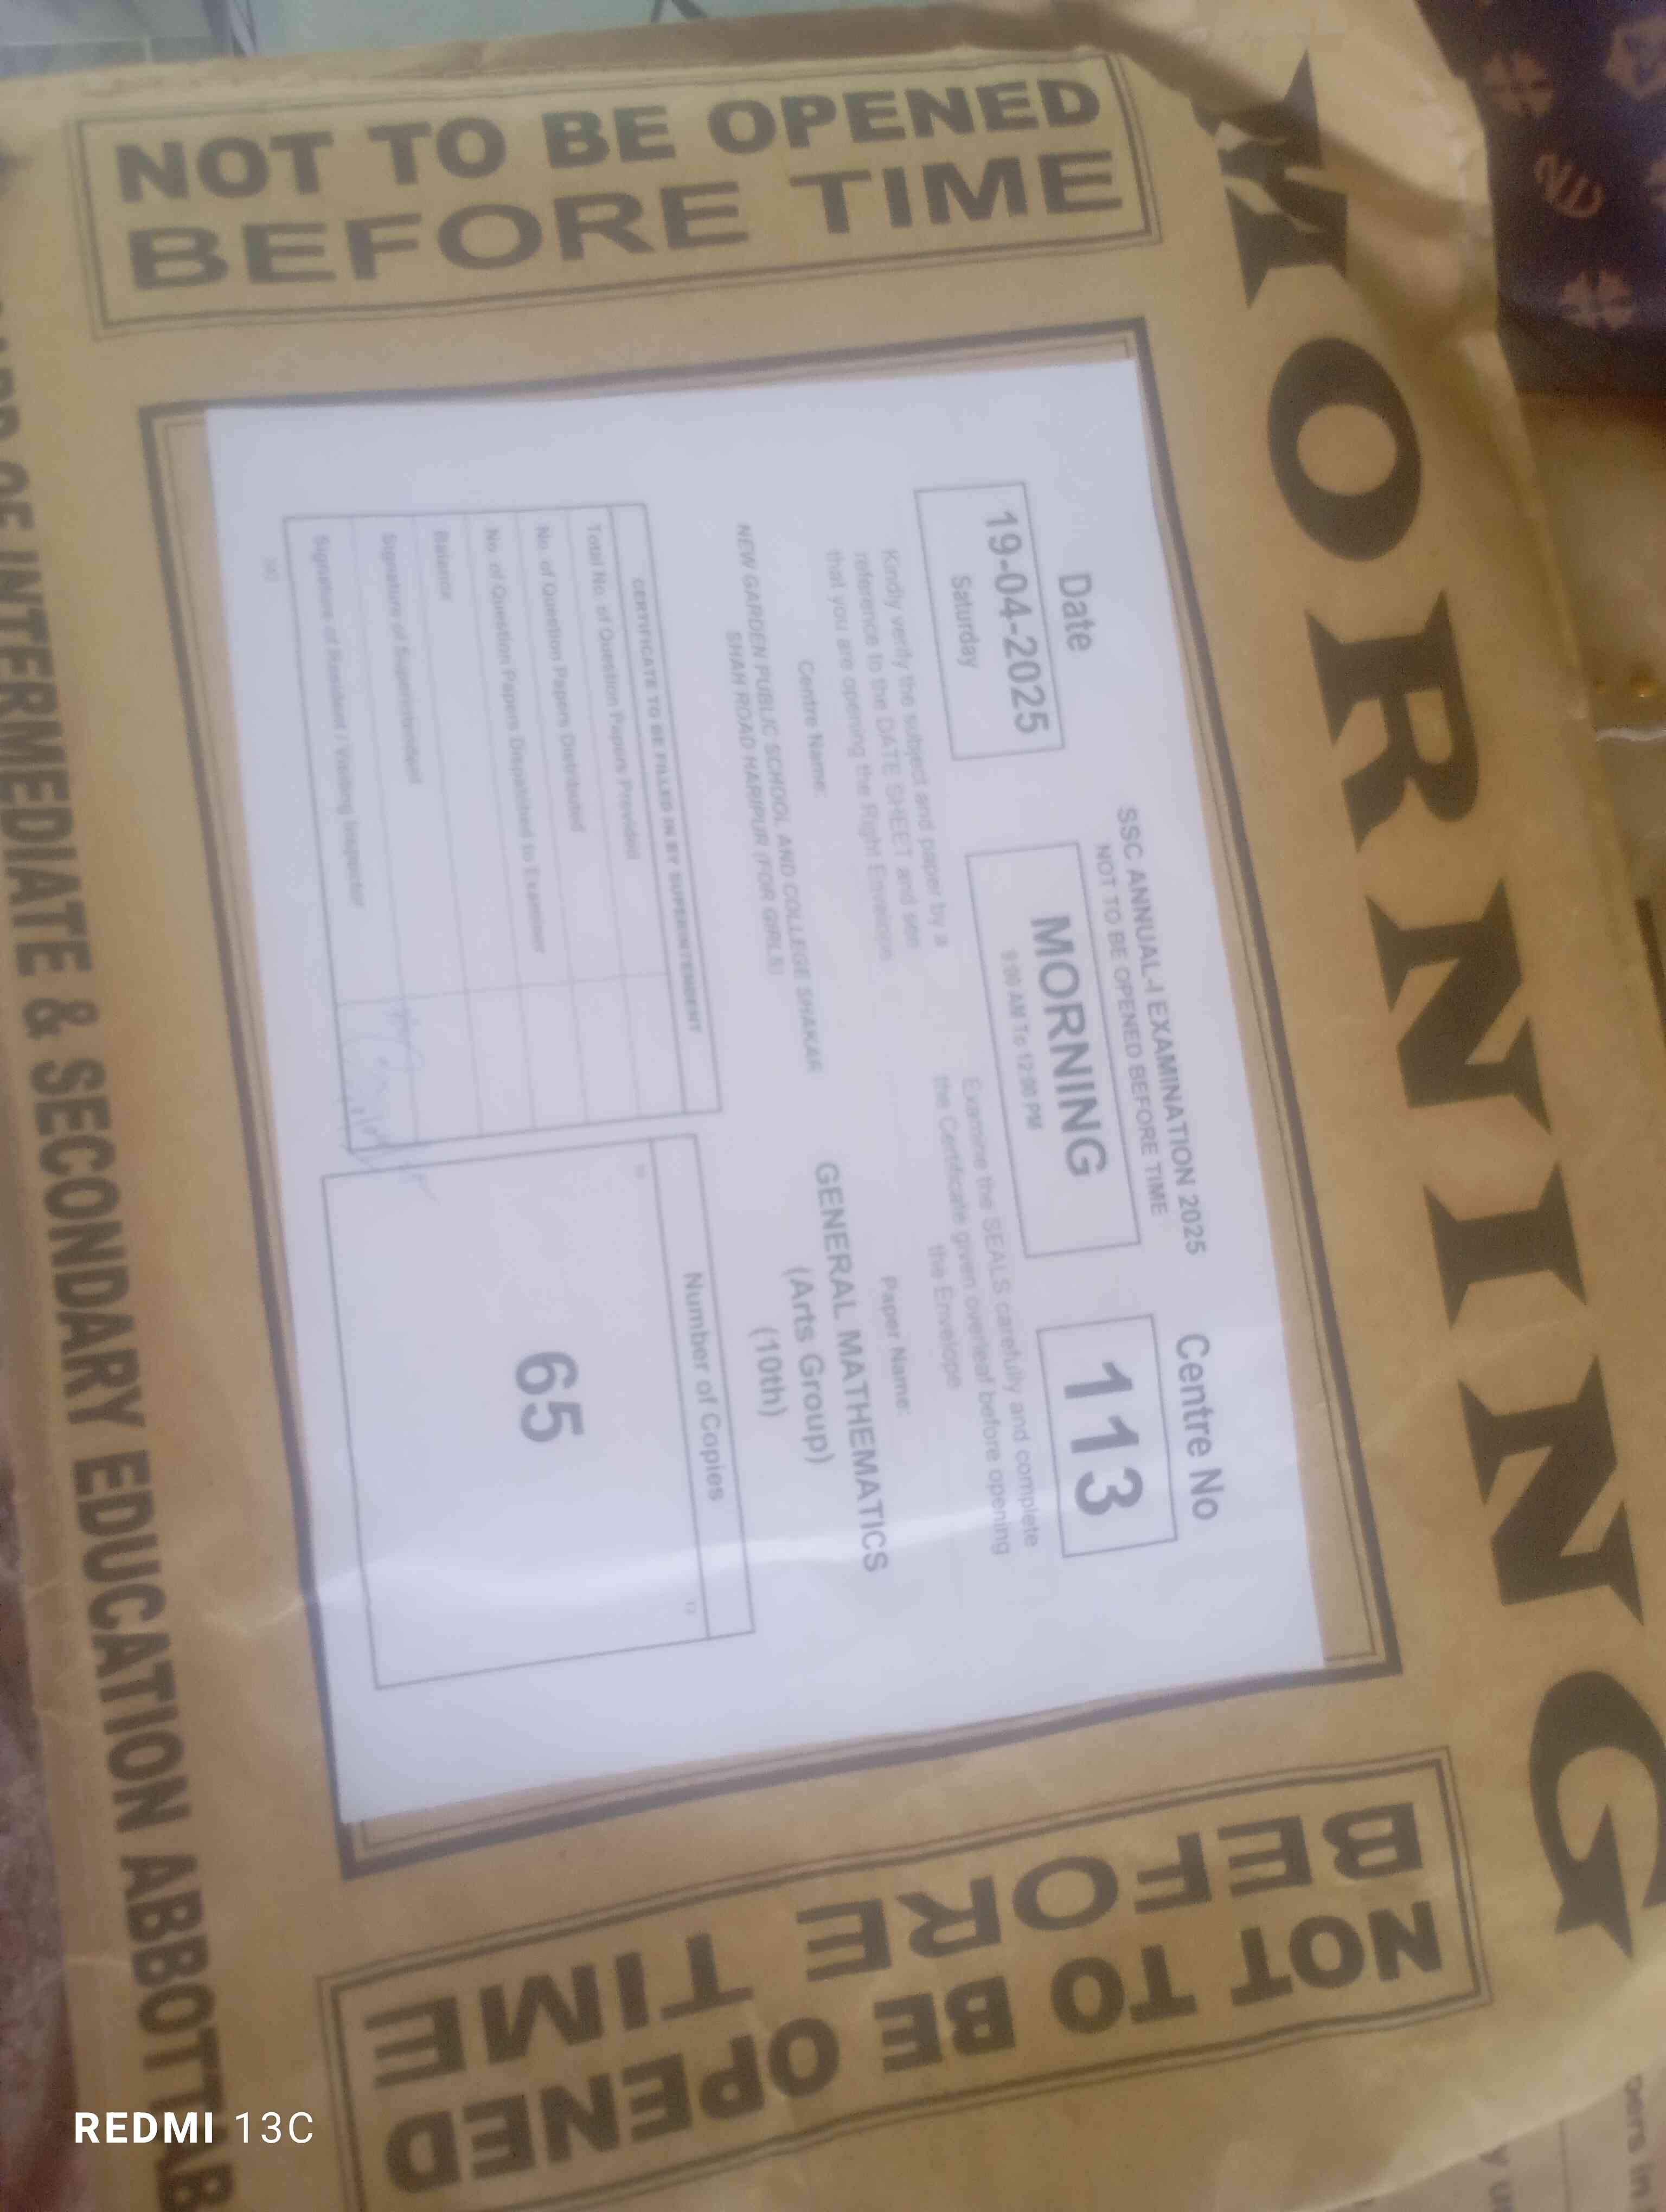 MORNING
NOT TO BE OPENED
BEFORE TIME
SSC ANNUAL-I EXAMINATION 2025
NOT TO BE OPENED BEFORE TIME
Date
19-04-2025
Saturday
MORNING
9:00 AM To 12:00 PM
Centre No
113
Kindly verify the subject and paper by a
reference to the DATE SHEET and see
that you are opening the Right Envelope
Examine the SEALS carefully and complete
the Certificate given overleaf before opening
the Envelope
Centre Name:
NEW GARDEN PUBLIC SCHOOL AND COLLEGE SHAKAR
SHAH ROAD HARIPUR (FOR GIRLS)
Paper Name:
GENERAL MATHEMATICS
(Arts Group)
(10th)
CERTIFICATE TO BE FILLED IN BY SUPERINTENDENT
Total No. of Question Papers Provided
No. of Question Papers Distributed
No. of Question Papers Dispatched to Examiner
Balance
Signature of Superintendent
Signature of Resident / Visiting Inspector
Number of Copies
65
NOT TO BE OPENED
BEFORE TIME
OF INTERMEDIATE & SECONDARY EDUCATION ABBOTTAB
REDMI 13C